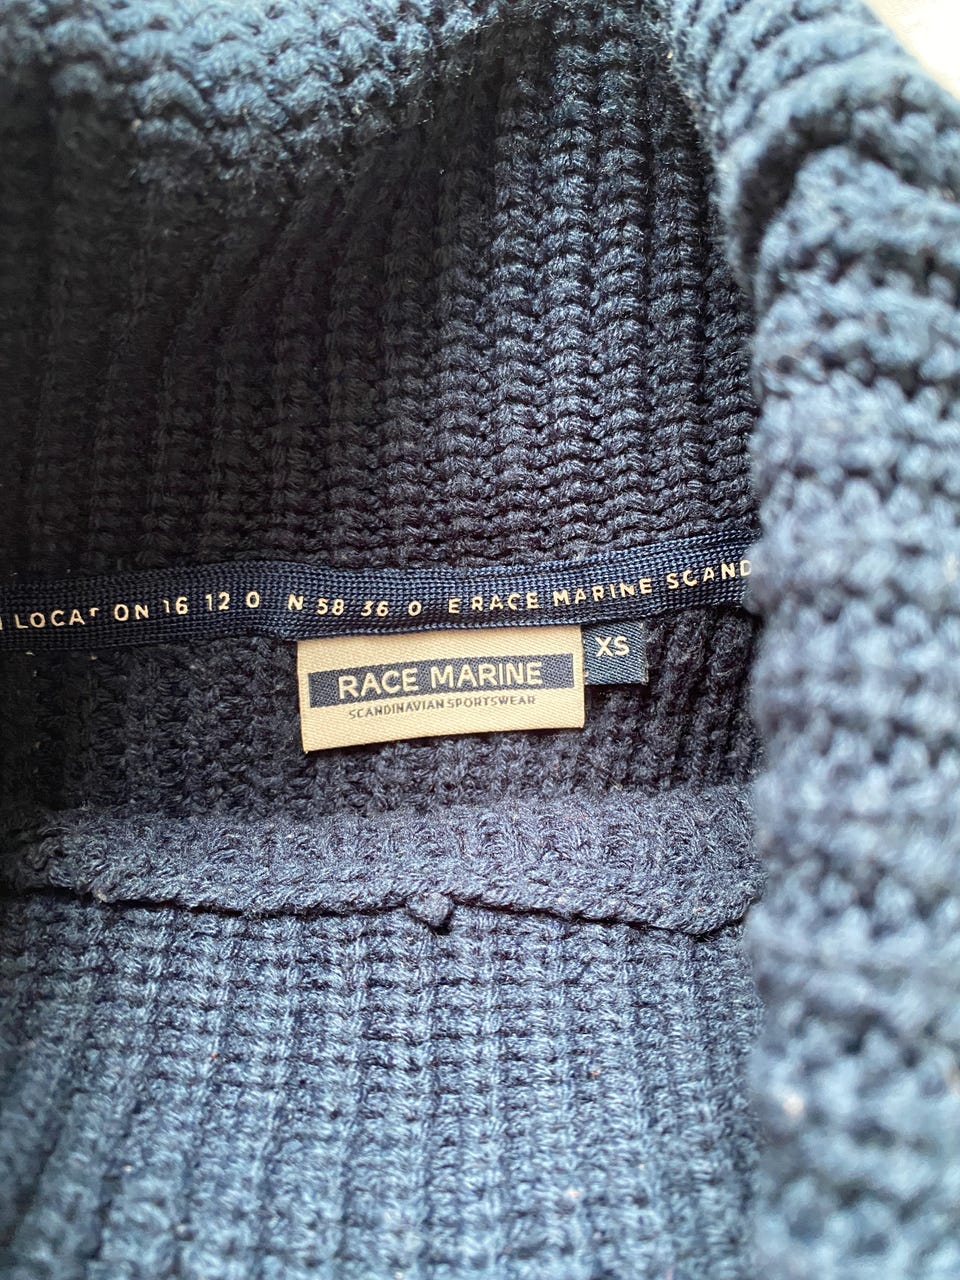 LOCAT ON 16 12 0 N 58 36 0 E RACE MARINE SCAND
XS
RACE MARINE
SCANDINAVIAN SPORTSWEAR